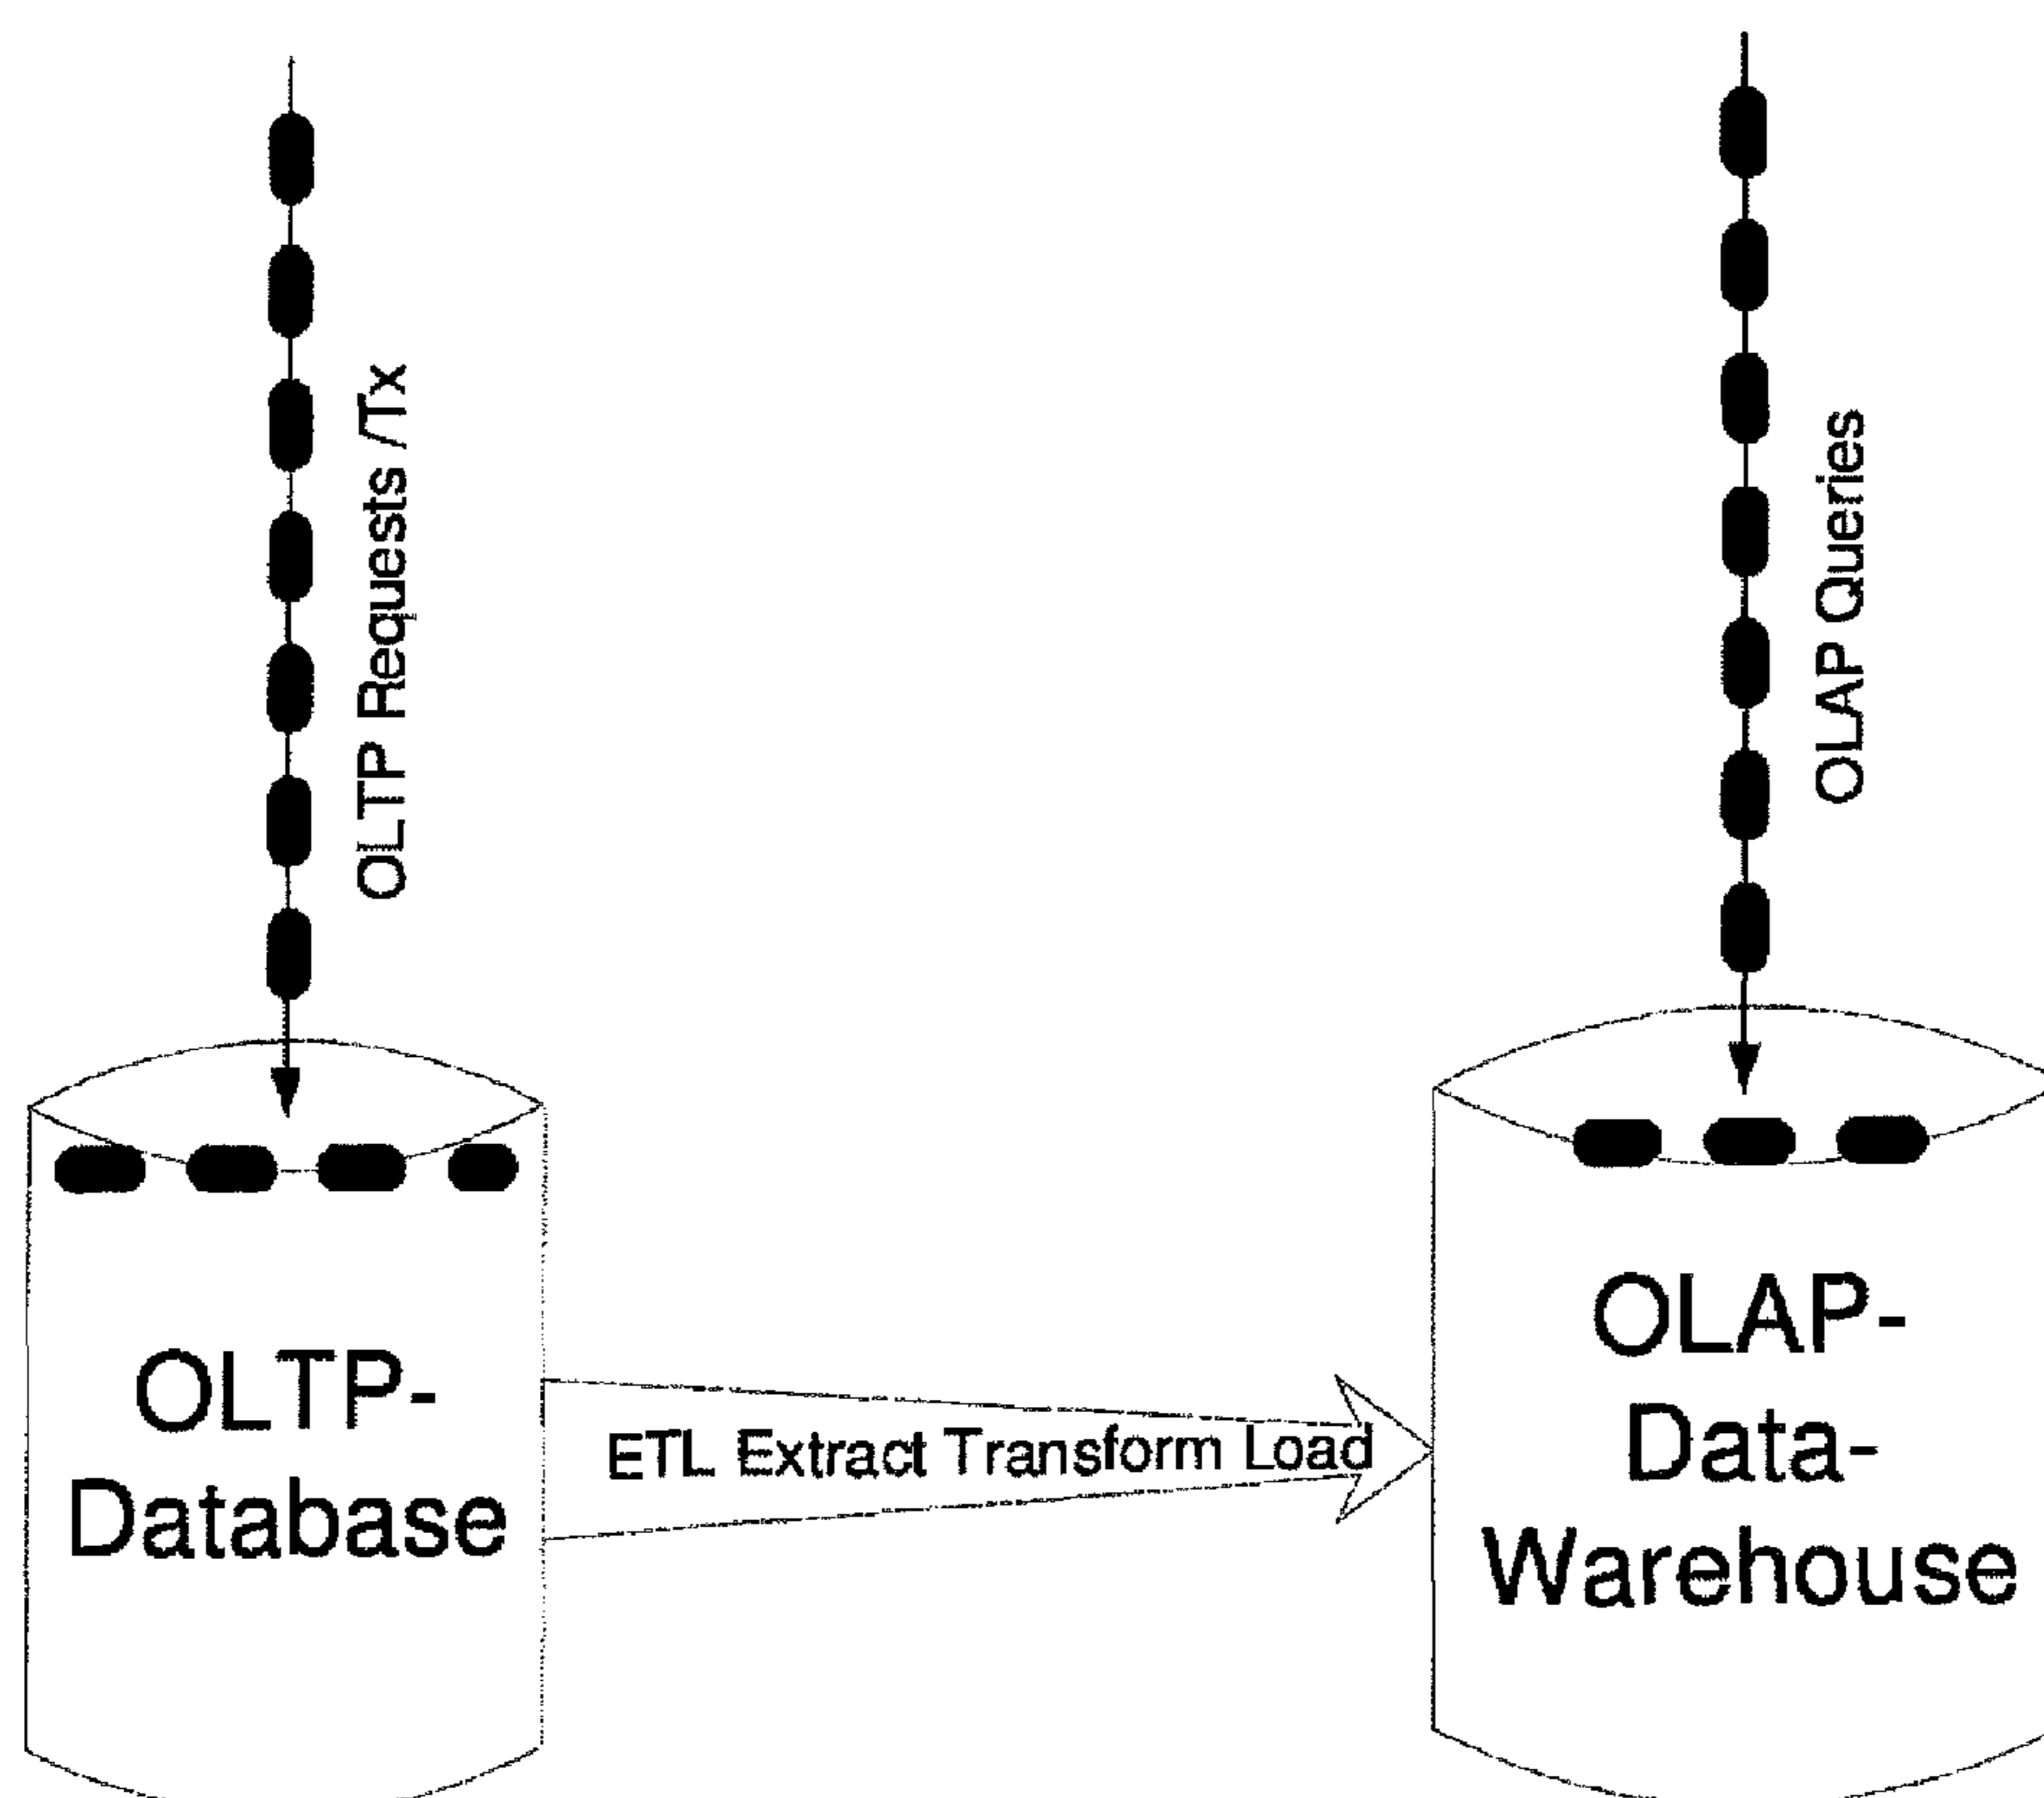 OLTP Requests /Tx
OLAP Queries
OLTP-
Database
ETL Extract Transform Load
OLAP-
Data-
Warehouse